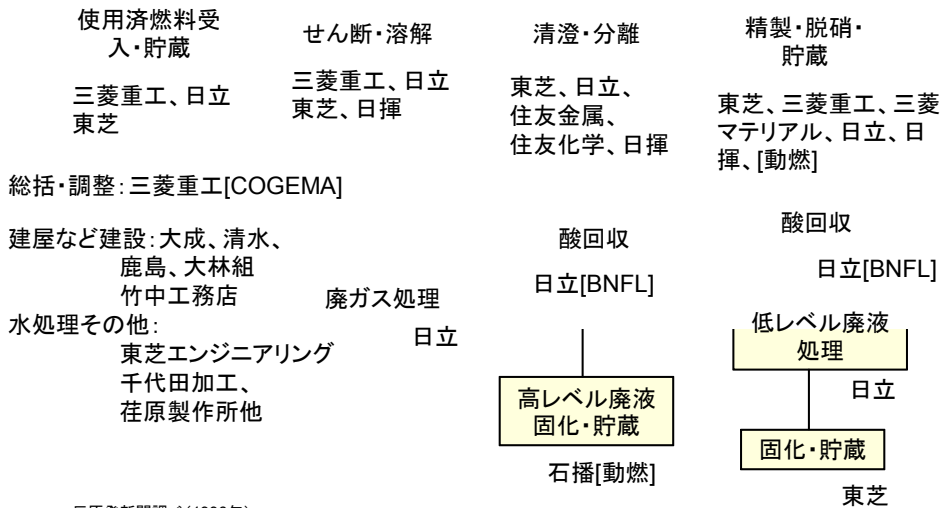 使用済燃料受
入・貯蔵
三菱重工、日立
東芝
せん断・溶解
三菱重工、日立
東芝、日揮
清澄・分離
東芝、日立、
住友金属、
住友化学、日揮
精製・脱硝・
貯蔵
東芝、三菱重工、三菱
マテリアル、日立、日
揮、[動燃]
総括・調整：三菱重工[COGEMA]
建屋など建設：大成、清水、
鹿島、大林組
竹中工務店
水処理その他：
東芝エンジニアリング
千代田加工、
荏原製作所他
廃ガス処理
日立
酸回収
日立[BNFL]
高レベル廃液
固化・貯蔵
石播[動燃]
酸回収
日立[BNFL]
低レベル廃液
処理
日立
固化・貯蔵
東芝